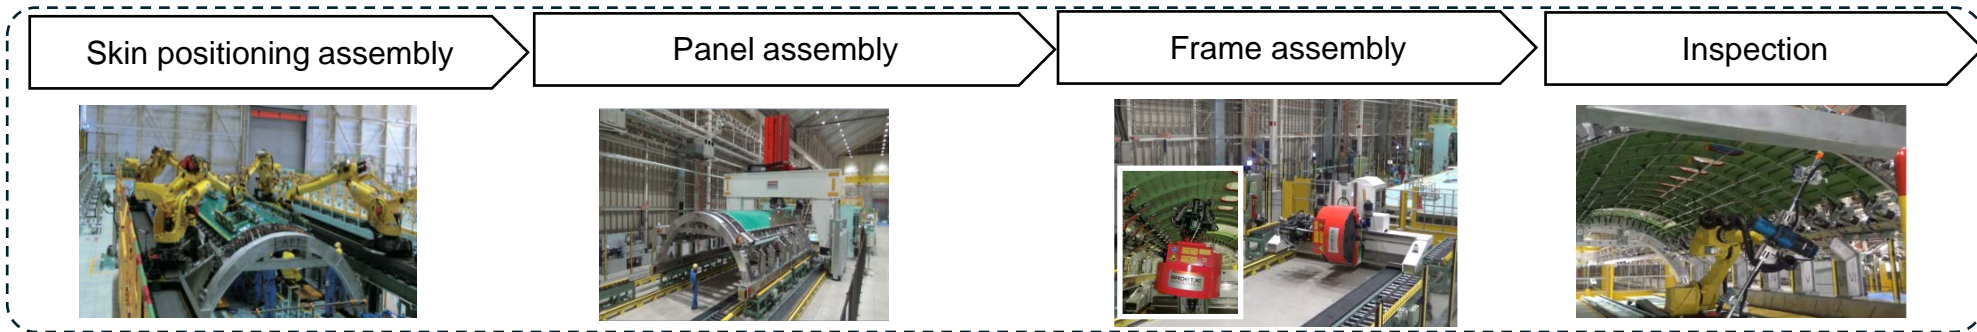 Skin positioning assembly
Panel assembly
Frame assembly
Inspection